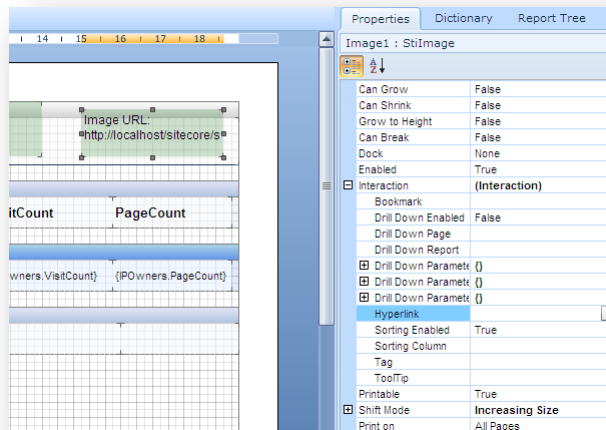 14 15 16 17 18
Image URL:
http://localhost/sitecore/s
itCount PageCount
wners.VisitCount} {IPOwners.PageCount}
Properties Dictionary Report Tree
Image1 : StiImage
Can Grow False
Can Shrink False
Grow to Height False
Can Break False
Dock None
Enabled True
Interaction (Interaction)
Bookmark
Drill Down Enabled False
Drill Down Page
Drill Down Report
Drill Down Paramete {}
Drill Down Paramete {}
Drill Down Paramete {}
Hyperlink
Sorting Enabled True
Sorting Column
Tag
ToolTip
Printable True
Shift Mode Increasing Size
Print on All Pages